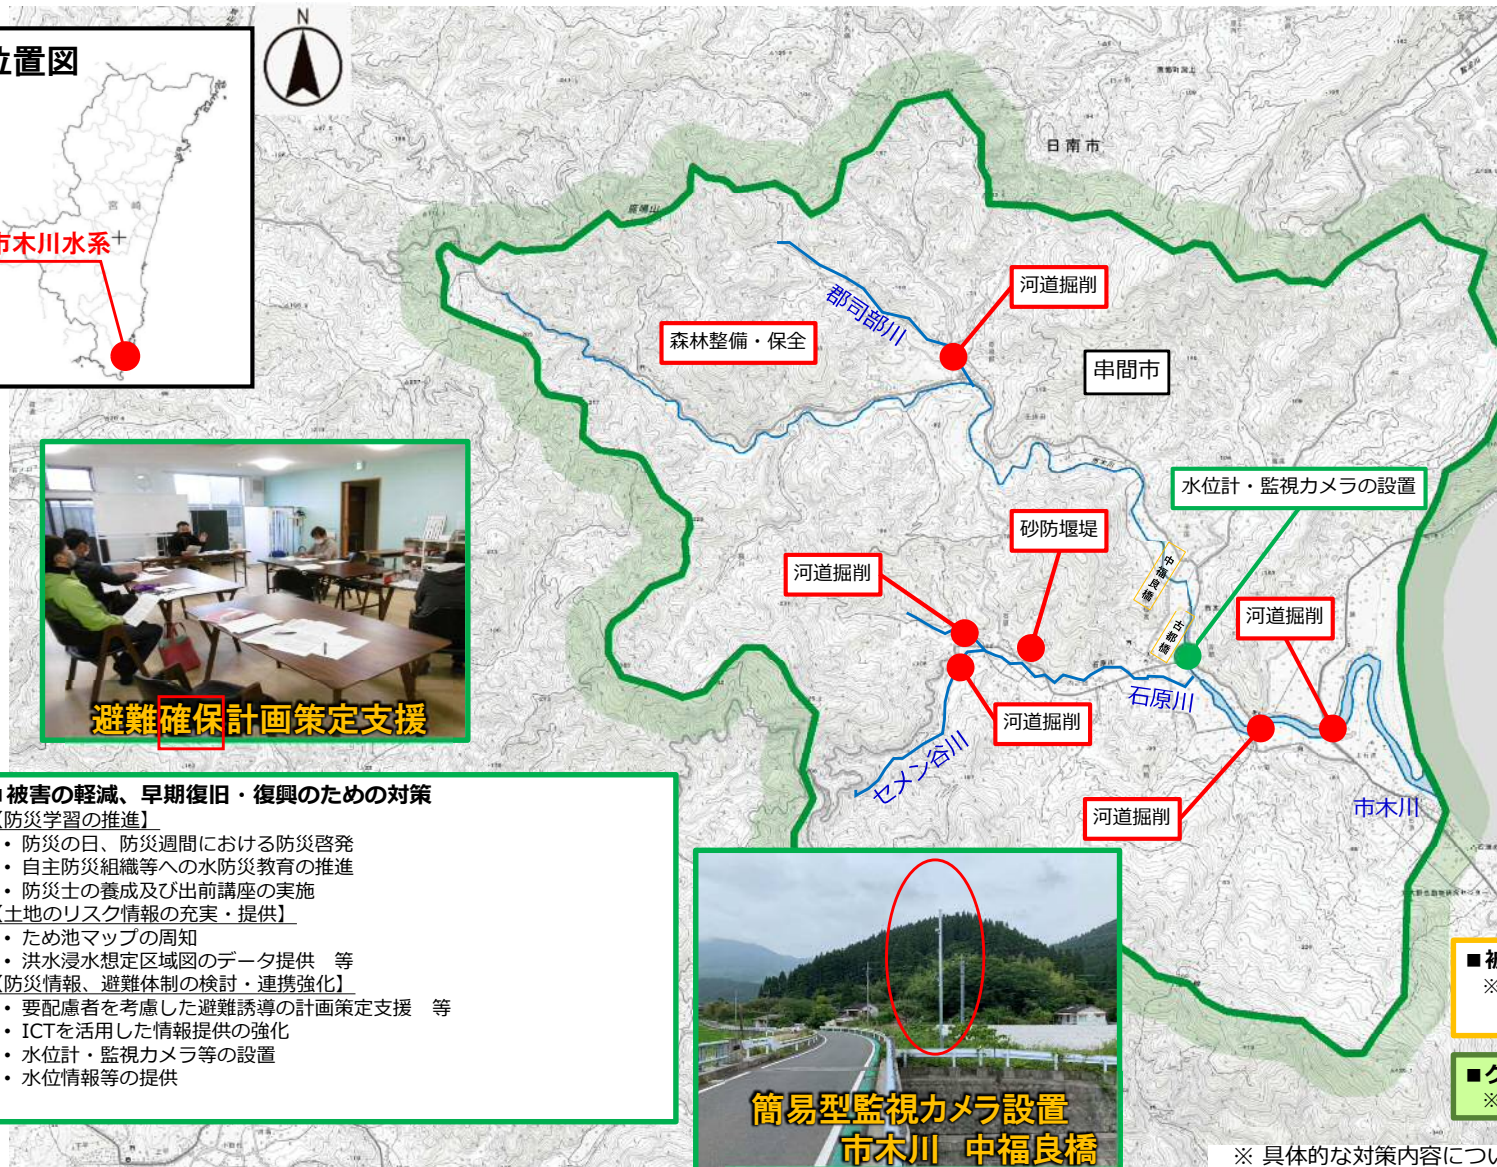 位置図
N
宮崎
市木川水系
日南市
郡司部川
河道掘削
森林整備・保全
串間市
水位計・監視カメラの設置
砂防堰堤
河道掘削
中福良橋
古都橋
河道掘削
石原川
河道掘削
セメン谷川
市木川
河道掘削
避難確保計画策定支援
被害の軽減、早期復旧・復興のための対策
【防災学習の推進】
・ 防災の日、防災週間における防災啓発
・ 自主防災組織等への水防災教育の推進
・ 防災士の養成及び出前講座の実施
【土地のリスク情報の充実・提供】
・ ため池マップの周知
・ 洪水浸水想定区域図のデータ提供　等
【防災情報、避難体制の検討・連携強化】
・ 要配慮者を考慮した避難誘導の計画策定支援　等
・ ICTを活用した情報提供の強化
・ 水位計・監視カメラ等の設置
・ 水位情報等の提供
簡易型監視カメラ設置
市木川　中福良橋
■被
※
■グ
※
※ 具体的な対策内容につい